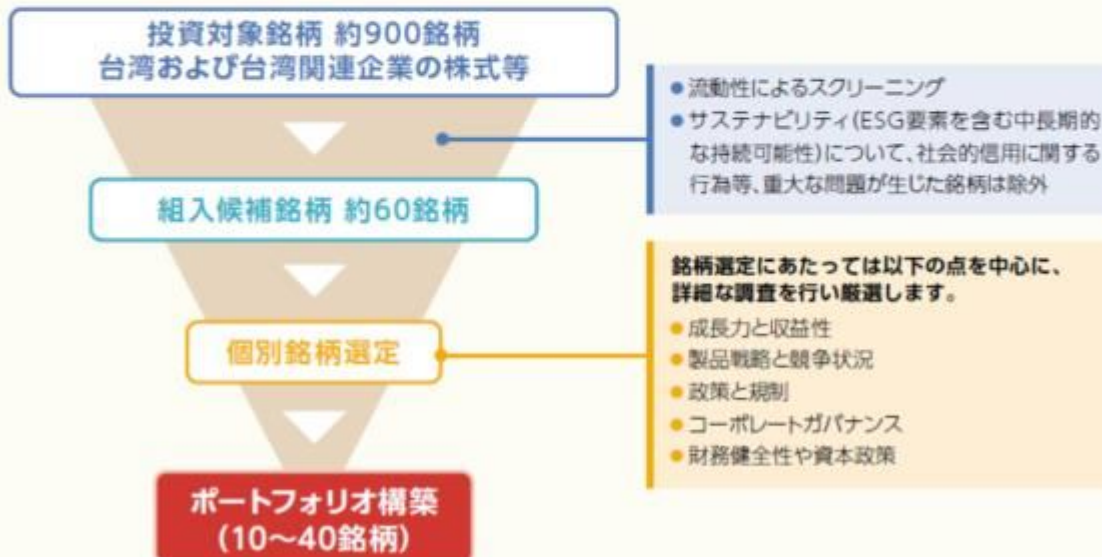 投資対象銘柄 約900銘柄
台湾および台湾関連企業の株式等
●流動性によるスクリーニング
●サステナビリティ(ESG要素を含む中長期的
な持続可能性)について、社会的信用に関する
行為等、重大な問題が生じた銘柄は除外
組入候補銘柄 約60銘柄
銘柄選定にあたっては以下の点を中心に、
詳細な調査を行い厳選します。
●成長力と収益性
●製品戦略と競争状況
●政策と規制
●コーポレートガバナンス
●財務健全性や資本政策
個別銘柄選定
ポートフォリオ構築
(10〜40銘柄)